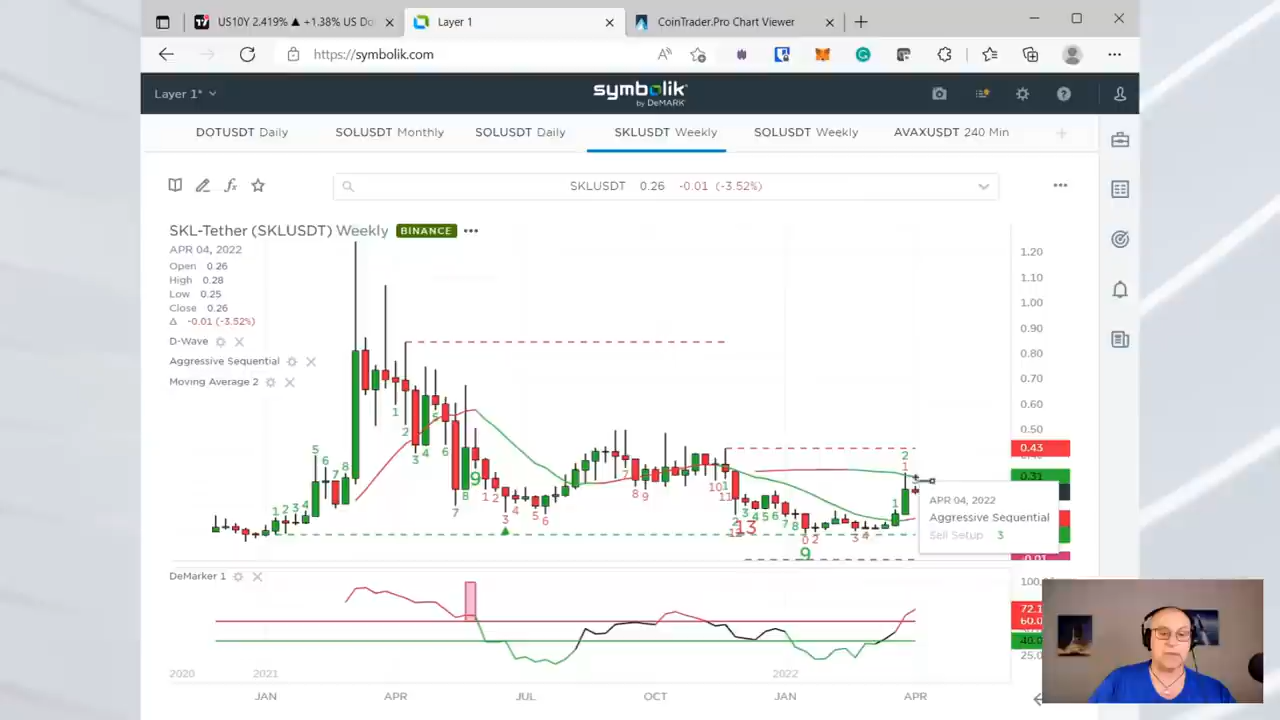 US10Y 2.419% ▲ +1.38% US Do
Layer 1
CoinTrader.Pro Chart Viewer
https://symbolik.com
Layer 1*
symbolik
by DeMARK
DOTUSDT Daily
SOLUSDT Monthly
SOLUSDT Daily
SKLUSDT Weekly
SOLUSDT Weekly
AVAXUSDT 240 Min
SKLUSDT 0.26 -0.01 (-3.52%)
SKL-Tether (SKLUSDT) Weekly BINANCE
APR 04, 2022
Open 0.26
High 0.28
Low 0.25
Close 0.26
Δ -0.01 (-3.52%)
D-Wave
Aggressive Sequential
Moving Average 2
1.20
1.10
1.00
0.90
0.80
0.70
0.60
0.50
0.43
0.31
-0.01
APR 04, 2022
Aggressive Sequential
Sell Setup 3
DeMarker 1
100.
72.1
60.0
40.0
25.0
2020 2021 2022
JAN APR JUL OCT JAN APR